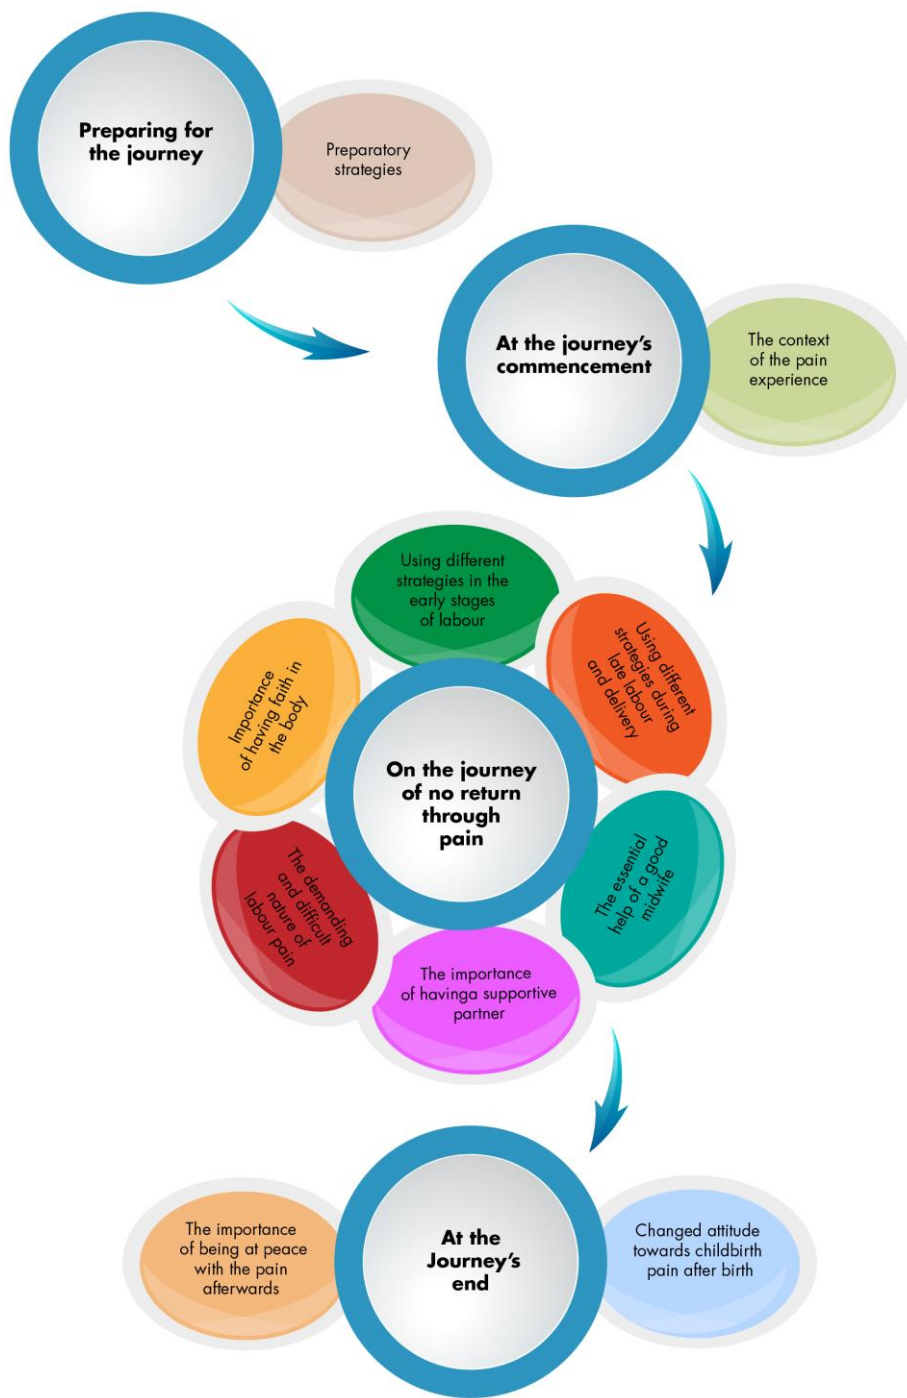 Preparing for
the journey
Preparatory
strategies
At the journey's
commencement
The context
of the pain
experience
Using different
strategies in the
early stages
of labour
Using different
strategies during
late labour
and delivery
Importance
of having faith in
the body
On the journey
of no return
through
pain
The essential
help of a good
midwife
The demanding
and difficult
nature of
labour pain
The importance
of havinga supportive
partner
The importance
of being at peace
with the pain
afterwards
At the
Journey's
end
Changed attitude
towards childbirth
pain after birth